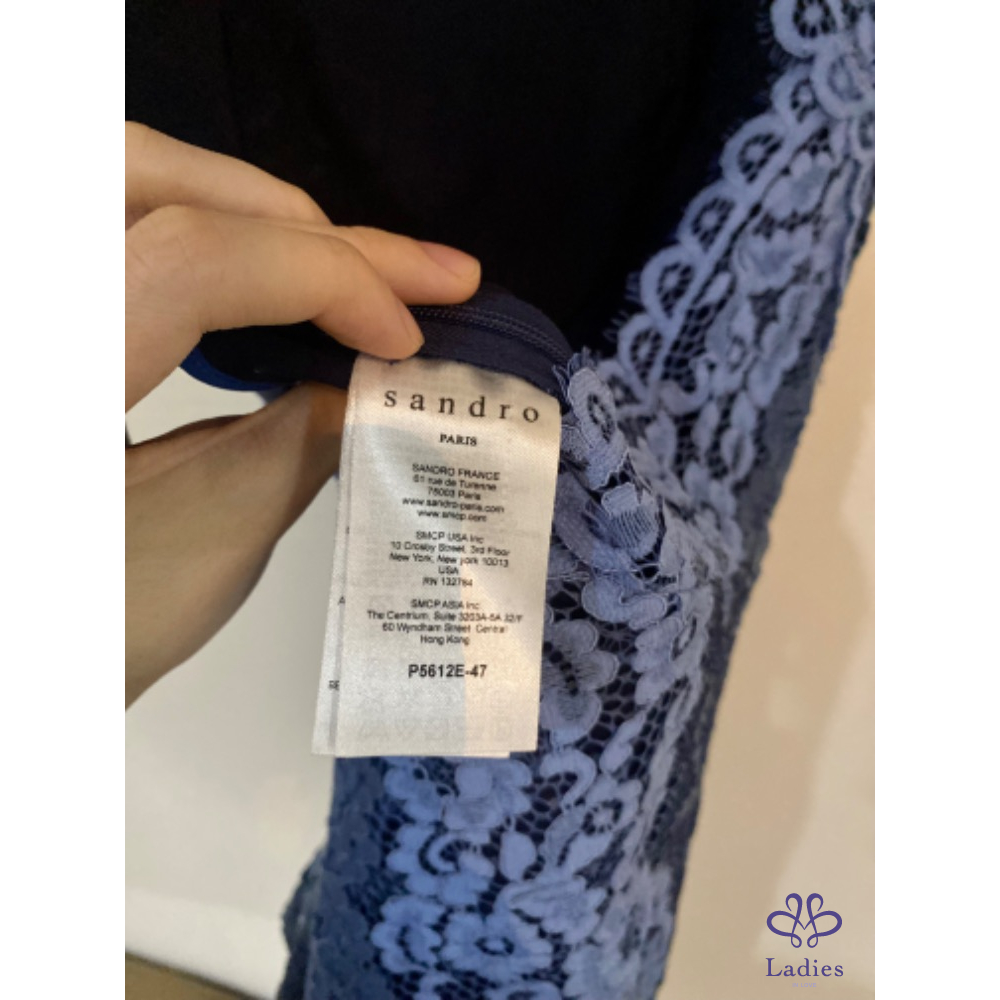 sandro
PARIS
SANDRO FRANCE
61 rue de Turenne
75003 Paris
www.sandro-paris.com
www.smcp.com
SMCP USA Inc
10 Crosby Street, 3rd Floor
New York, New york 10013
USA
RN 132784
SMCP ASIA Inc
The Centrium, Suite 3203A-5A 32/F
60 Wyndham Street Central
Hong Kong
P5612E-47
Ladies